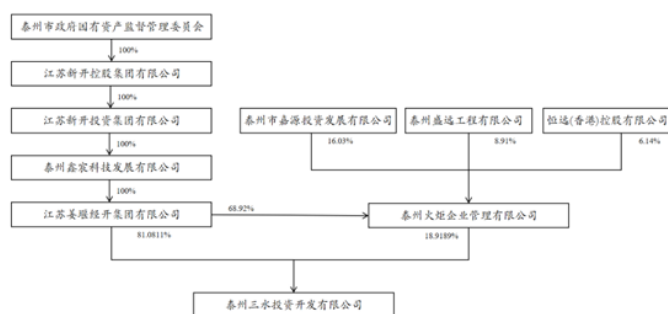 泰州市政府国有资产监督管理委员会
100%
江苏新开控股集团有限公司
100%
江苏新开投资集团有限公司
泰州市嘉源投资发展有限公司
泰州盛远工程有限公司
恒远(香港)控股有限公司
100%
16.03%
8.91%
6.14%
泰州鑫宸科技发展有限公司
100%
江苏姜堰经开集团有限公司
68.92%
泰州火炬企业管理有限公司
81.0811%
18.9189%
泰州三水投资开发有限公司